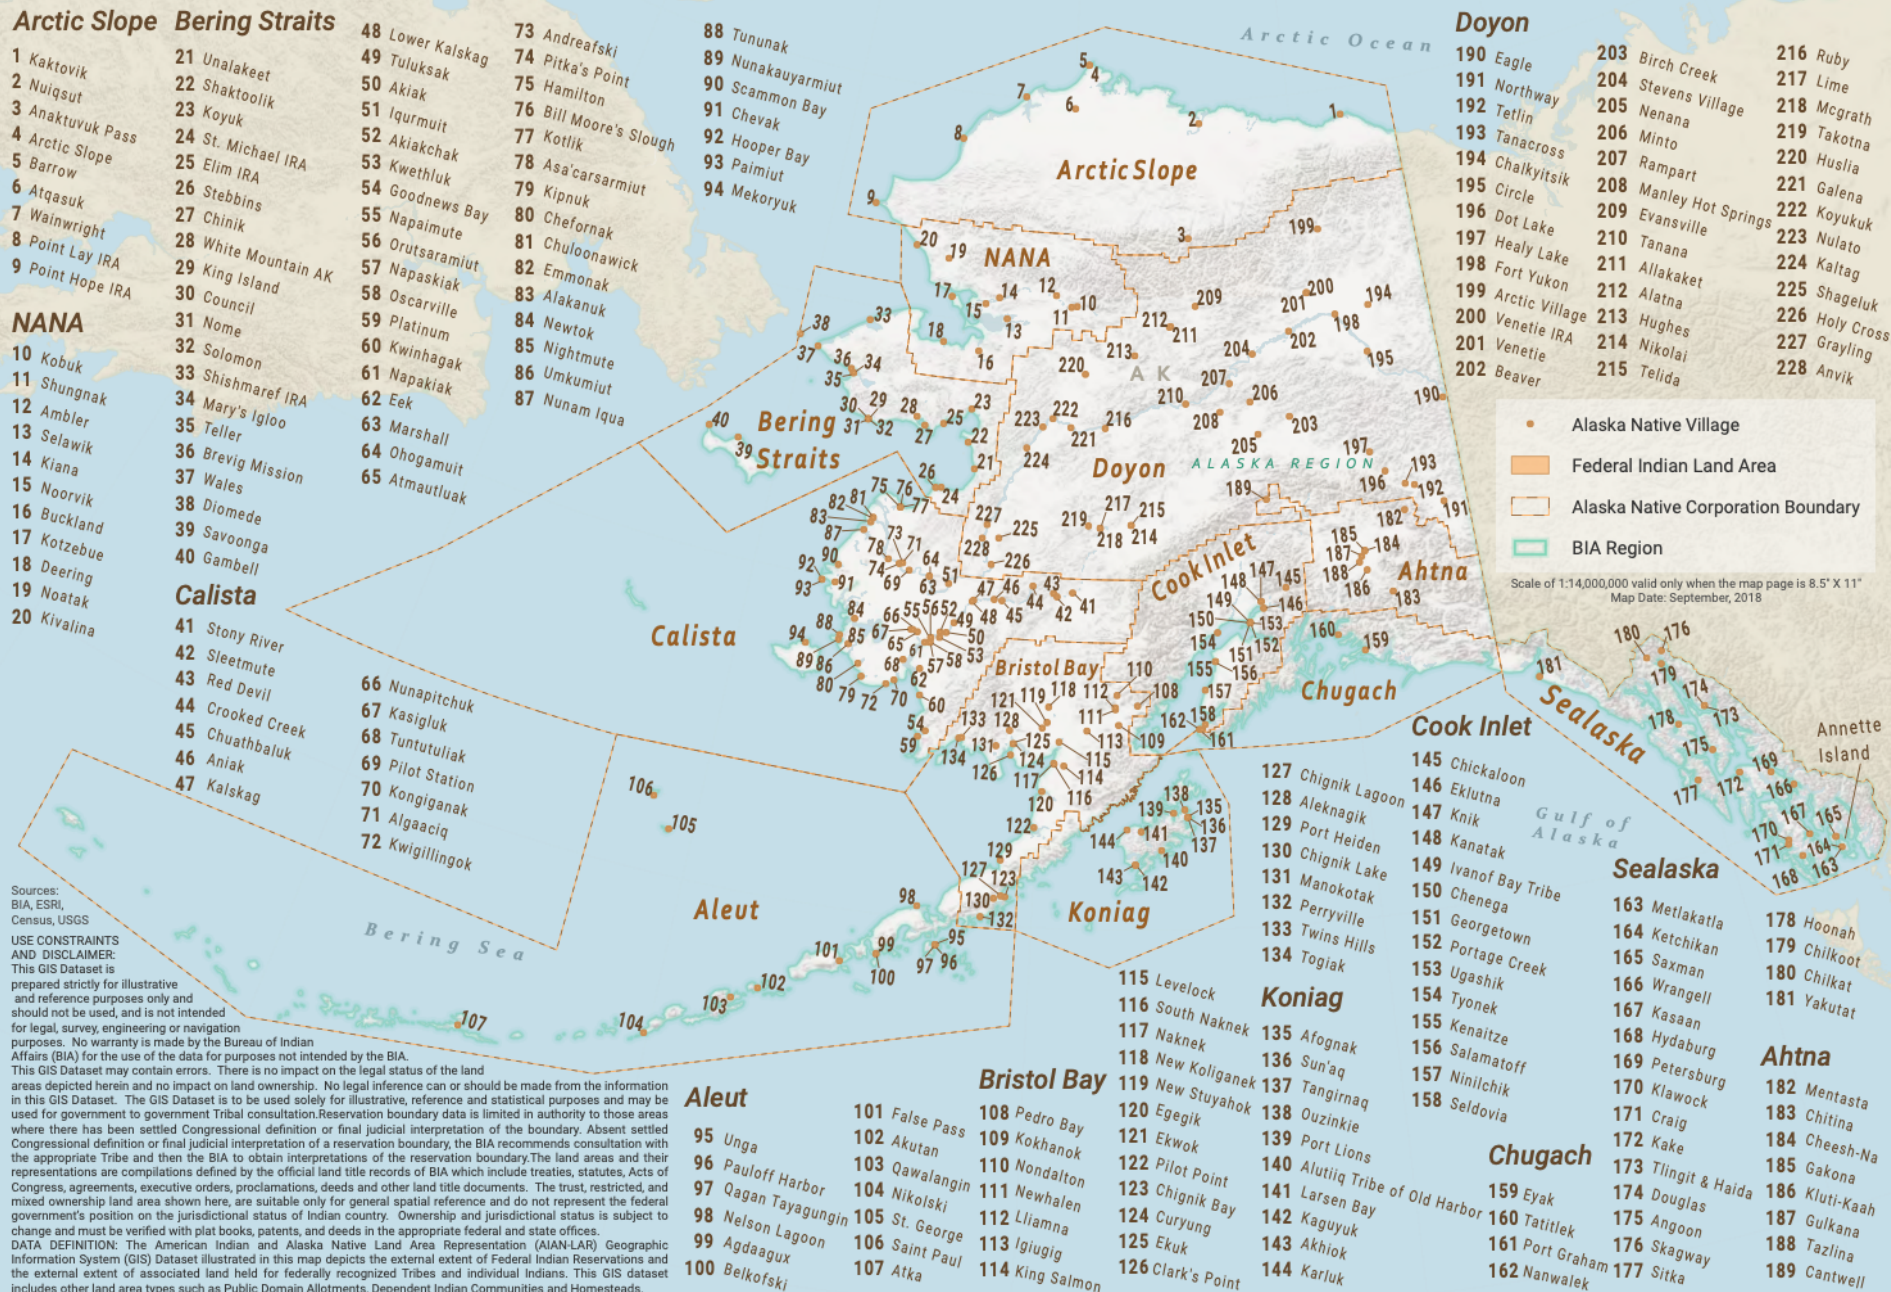 Arctic Slope
1 Kaktovik
2 Nuiqsut
3 Anaktuvuk Pass
4 Arctic Slope
5 Barrow
6 Atqasuk
7 Wainwright
8 Point Lay IRA
9 Point Hope IRA
NANA
10 Kobuk
11 Shungnak
12 Ambler
13 Selawik
14 Kiana
15 Noorvik
16 Buckland
17 Kotzebue
18 Deering
19 Noatak
20 Kivalina
Bering Straits
21 Unalakeet
22 Shaktoolik
23 Koyuk
24 St. Michael IRA
25 Elim IRA
26 Stebbins
27 Chinik
28 White Mountain AK
29 King Island
30 Council
31 Nome
32 Solomon
33 Shishmaref IRA
34 Mary's Igloo
35 Teller
36 Brevig Mission
37 Wales
38 Diomede
39 Savoonga
40 Gambell
Calista
41 Stony River
42 Sleetmute
43 Red Devil
44 Crooked Creek
45 Chuathbaluk
46 Aniak
47 Kalskag
48 Lower Kalskag
49 Tuluksak
50 Akiak
51 Iqurmuit
52 Akiakchak
53 Kwethluk
54 Goodnews Bay
55 Napaimute
56 Orutsaramiut
57 Napaskiak
58 Oscarville
59 Platinum
60 Kwinhagak
61 Napakiak
62 Eek
63 Marshall
64 Ohogamuit
65 Atmautluak
66 Nunapitchuk
67 Kasigluk
68 Tuntutuliak
69 Pilot Station
70 Kongiganak
71 Algaaciq
72 Kwigillingok
73 Andreafski
74 Pitka's Point
75 Hamilton
76 Bill Moore's Slough
77 Kotlik
78 Asa'carsarmiut
79 Kipnuk
80 Chefornak
81 Chuloonawick
82 Emmonak
83 Alakanuk
84 Newtok
85 Nightmute
86 Umkumiut
87 Nunam Iqua
88 Tununak
89 Nunakauyarmiut
90 Scammon Bay
91 Chevak
92 Hooper Bay
93 Paimiut
94 Mekoryuk
Doyon
190 Eagle
191 Northway
192 Tetlin
193 Tanacross
194 Chalkyitsik
195 Circle
196 Dot Lake
197 Healy Lake
198 Fort Yukon
199 Arctic Village
200 Venetie IRA
201 Venetie
202 Beaver
203 Birch Creek
204 Stevens Village
205 Nenana
206 Minto
207 Rampart
208 Manley Hot Springs
209 Evansville
210 Tanana
211 Allakaket
212 Alatna
213 Hughes
214 Nikolai
215 Telida
216 Ruby
217 Lime
218 Mcgrath
219 Takotna
220 Huslia
221 Galena
222 Koyukuk
223 Nulato
224 Kaltag
225 Shageluk
226 Holy Cross
227 Grayling
228 Anvik
Alaska Native Village
Federal Indian Land Area
Alaska Native Corporation Boundary
BIA Region
Scale of 1:14,000,000 valid only when the map page is 8.5" X 11"
Map Date: September, 2018
Arctic Ocean
Arctic Slope
NANA
Bering
Straits
AK
Doyon
ALASKA REGION
Cook Inlet
Ahtna
Calista
Bristol Bay
Chugach
Sealaska
Annette
Island
Gulf of
Alaska
Koniag
Aleut
Bering Sea
Sources:
BIA, ESRI,
Census, USGS
USE CONSTRAINTS
AND DISCLAIMER:
This GIS Dataset is
prepared strictly for illustrative
and reference purposes only and
should not be used, and is not intended
for legal, survey, engineering or navigation
purposes. No warranty is made by the Bureau of Indian
Affairs (BIA) for the use of the data for purposes not intended by the BIA.
This GIS Dataset may contain errors. There is no impact on the legal status of the land
areas depicted herein and no impact on land ownership. No legal inference can or should be made from the information
in this GIS Dataset. The GIS Dataset is to be used solely for illustrative, reference and statistical purposes and may be
used for government to government Tribal consultation.Reservation boundary data is limited in authority to those areas
where there has been settled Congressional definition or final judicial interpretation of the boundary. Absent settled
Congressional definition or final judicial interpretation of a reservation boundary, the BIA recommends consultation with
the appropriate Tribe and then the BIA to obtain interpretations of the reservation boundary.The land areas and their
representations are compilations defined by the official land title records of BIA which include treaties, statutes, Acts of
Congress, agreements, executive orders, proclamations, deeds and other land title documents. The trust, restricted, and
mixed ownership land area shown here, are suitable only for general spatial reference and do not represent the federal
government's position on the jurisdictional status of Indian country. Ownership and jurisdictional status is subject to
change and must be verified with plat books, patents, and deeds in the appropriate federal and state offices.
DATA DEFINITION: The American Indian and Alaska Native Land Area Representation (AIAN-LAR) Geographic
Information System (GIS) Dataset illustrated in this map depicts the external extent of Federal Indian Reservations and
the external extent of associated land held for federally recognized Tribes and individual Indians. This GIS dataset
includes other land area types such as Public Domain Allotments, Dependent Indian Communities and Homesteads.
Aleut
95 Unga
96 Pauloff Harbor
97 Qagan Tayagungin
98 Nelson Lagoon
99 Agdaagux
100 Belkofski
101 False Pass
102 Akutan
103 Qawalangin
104 Nikolski
105 St. George
106 Saint Paul
107 Atka
Bristol Bay
108 Pedro Bay
109 Kokhanok
110 Nondalton
111 Newhalen
112 Lliamna
113 Igiugig
114 King Salmon
115 Levelock
116 South Naknek
117 Naknek
118 New Koliganek
119 New Stuyahok
120 Egegik
121 Ekwok
122 Pilot Point
123 Chignik Bay
124 Curyung
125 Ekuk
126 Clark's Point
127 Chignik Lagoon
128 Aleknagik
129 Port Heiden
130 Chignik Lake
131 Manokotak
132 Perryville
133 Twins Hills
134 Togiak
Koniag
135 Afognak
136 Sun'aq
137 Tangirnaq
138 Ouzinkie
139 Port Lions
140 Alutiiq Tribe of Old Harbor
141 Larsen Bay
142 Kaguyuk
143 Akhiok
144 Karluk
Cook Inlet
145 Chickaloon
146 Eklutna
147 Knik
148 Kanatak
149 Ivanof Bay Tribe
150 Chenega
151 Georgetown
152 Portage Creek
153 Ugashik
154 Tyonek
155 Kenaitze
156 Salamatoff
157 Ninilchik
158 Seldovia
Chugach
159 Eyak
160 Tatitlek
161 Port Graham
162 Nanwalek
Sealaska
163 Metlakatla
164 Ketchikan
165 Saxman
166 Wrangell
167 Kasaan
168 Hydaburg
169 Petersburg
170 Klawock
171 Craig
172 Kake
173 Tlingit & Haida
174 Douglas
175 Angoon
176 Skagway
177 Sitka
178 Hoonah
179 Chilkoot
180 Chilkat
181 Yakutat
Ahtna
182 Mentasta
183 Chitina
184 Cheesh-Na
185 Gakona
186 Kluti-Kaah
187 Gulkana
188 Tazlina
189 Cantwell